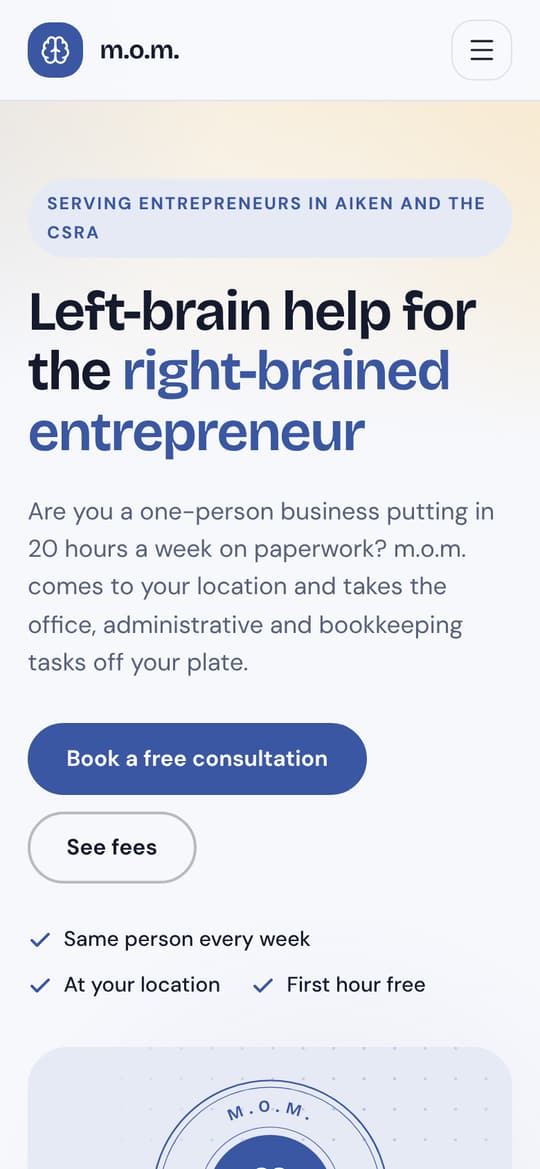 m.o.m.
SERVING ENTREPRENEURS IN AIKEN AND THE
CSRA
Left-brain help for
the right-brained
entrepreneur
Are you a one-person business putting in
20 hours a week on paperwork? m.o.m.
comes to your location and takes the
office, administrative and bookkeeping
tasks off your plate.
Book a free consultation
See fees
Same person every week
At your location
First hour free
M.O.M.